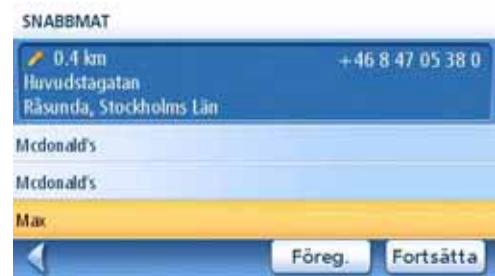 SNABBMAT
0.4 km +46 8 47 05 38 0
Huvudstagatan
Råsunda, Stockholms Län
Mcdonald's
Mcdonald's
Max
Föreg. Fortsätta